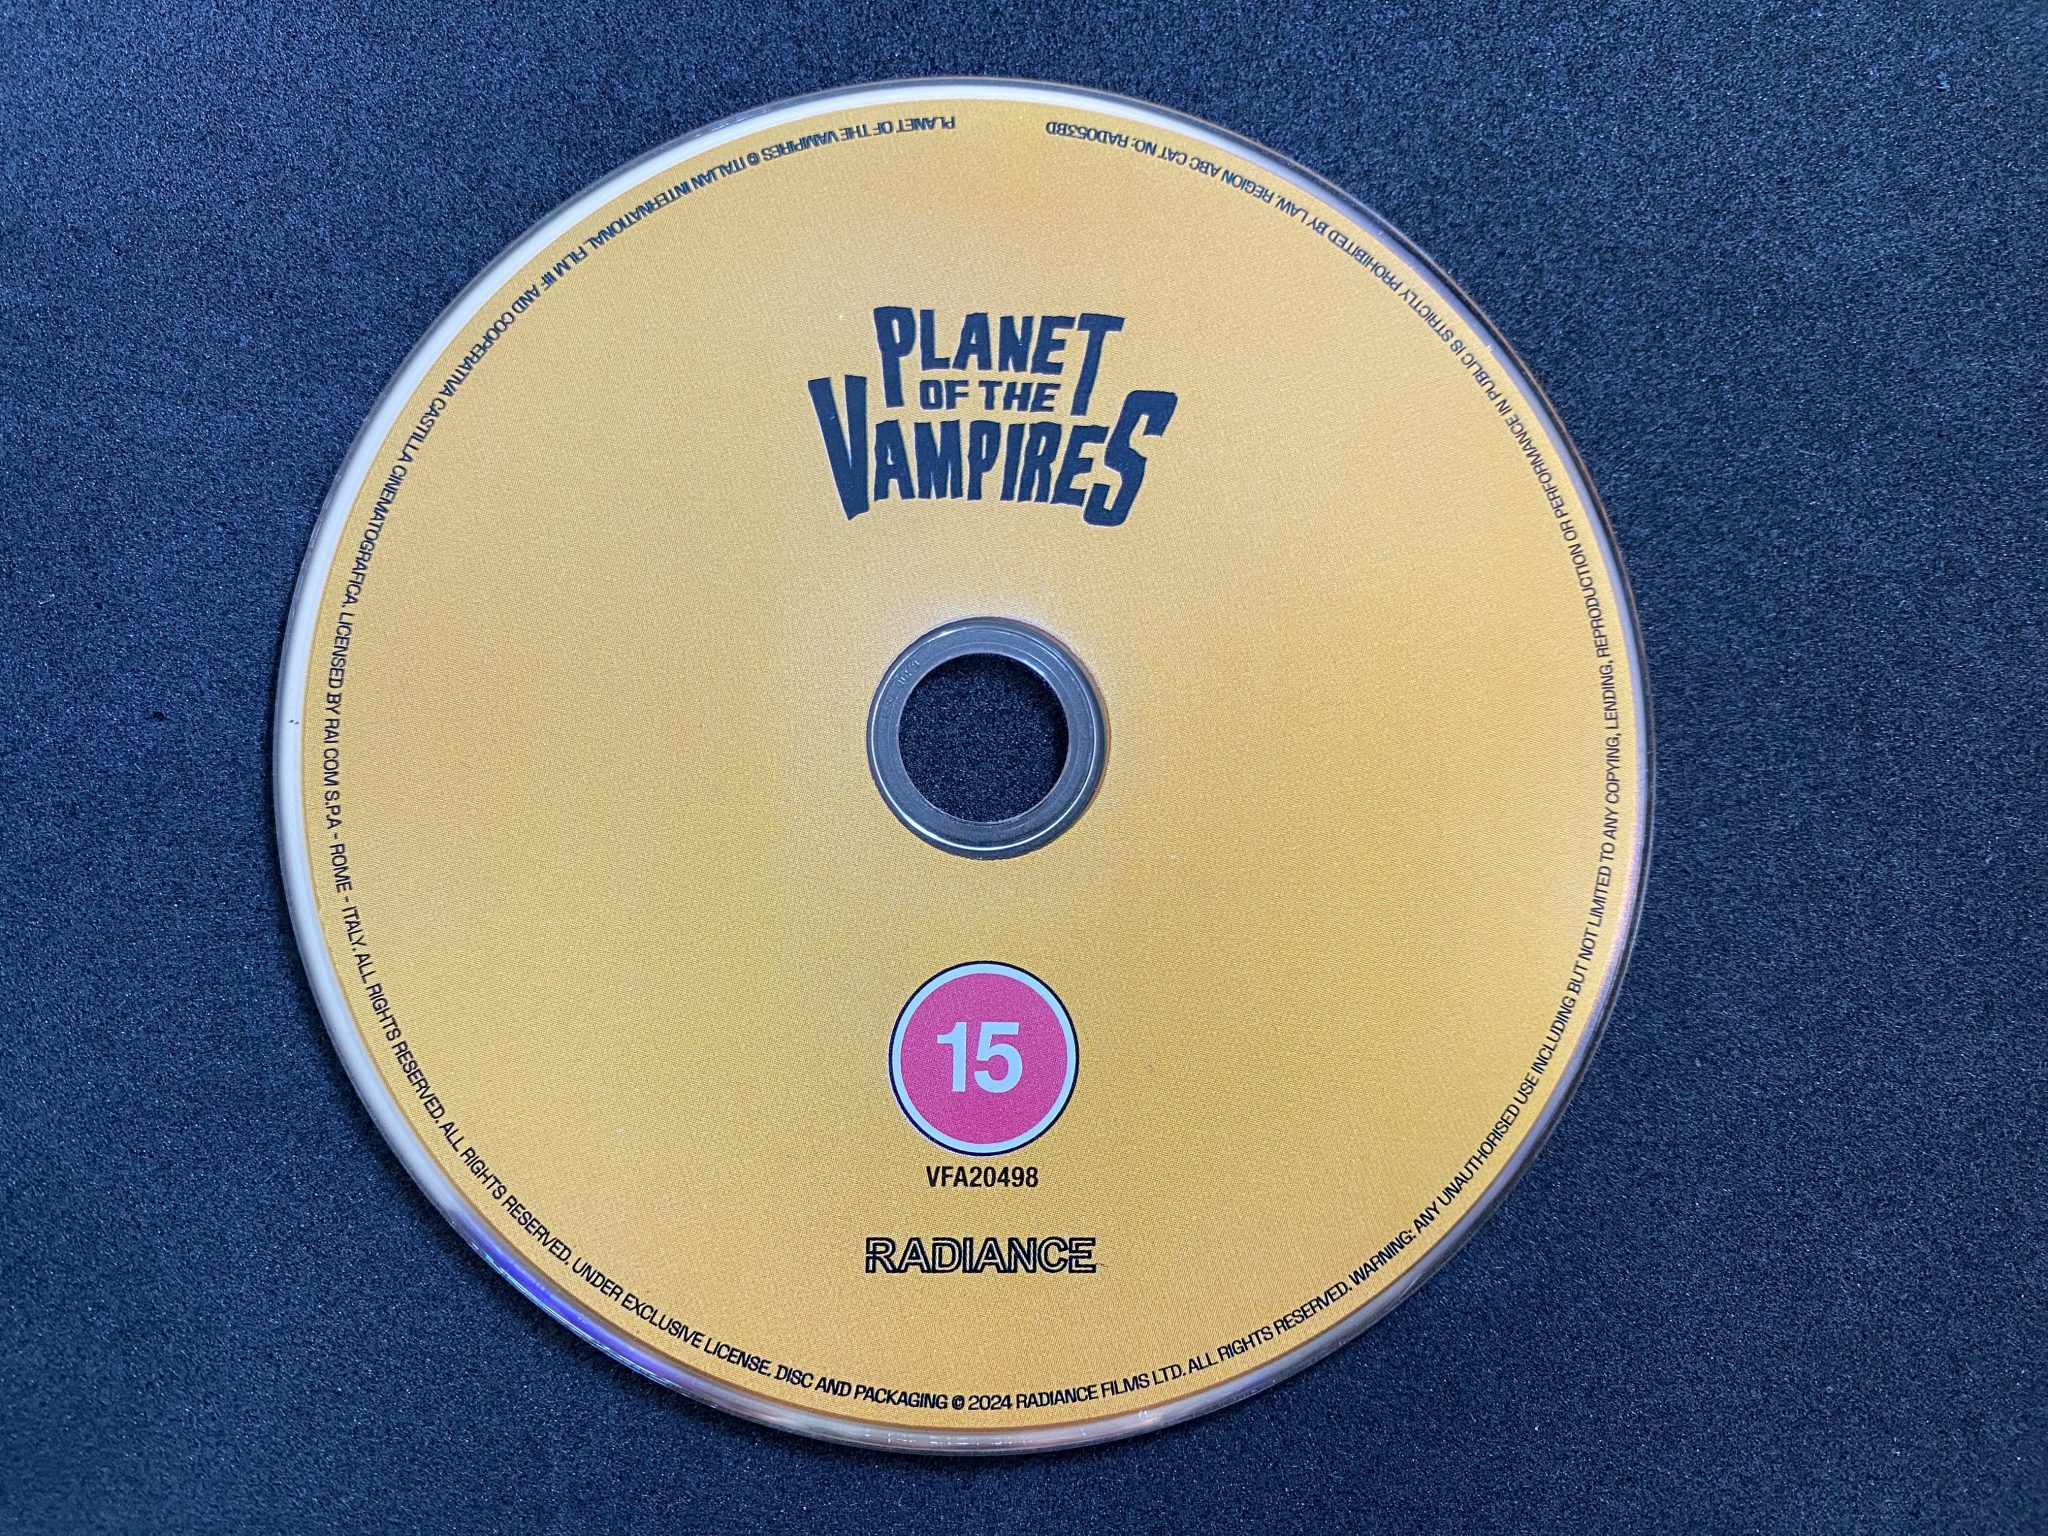 PLANET
OF THE
VAMPIRES
15
VFA20498
RADIANCE
PLANET OF THE VAMPIRES © ITALIAN INTERNATIONAL FILM IIF AND COOPERATIVA CASTILLA CINEMATOGRAFICA. LICENSED BY RAI COM S.P.A - ROME - ITALY. ALL RIGHTS RESERVED. ALL RIGHTS RESERVED. UNDER EXCLUSIVE LICENSE. DISC AND PACKAGING © 2024 RADIANCE FILMS LTD. ALL RIGHTS RESERVED. WARNING: ANY UNAUTHORISED USE INCLUDING BUT NOT LIMITED TO ANY COPYING, LENDING, REPRODUCTION OR PERFORMANCE IN PUBLIC IS STRICTLY PROHIBITED BY LAW. REGION ABC CAT NO: RAD053BD